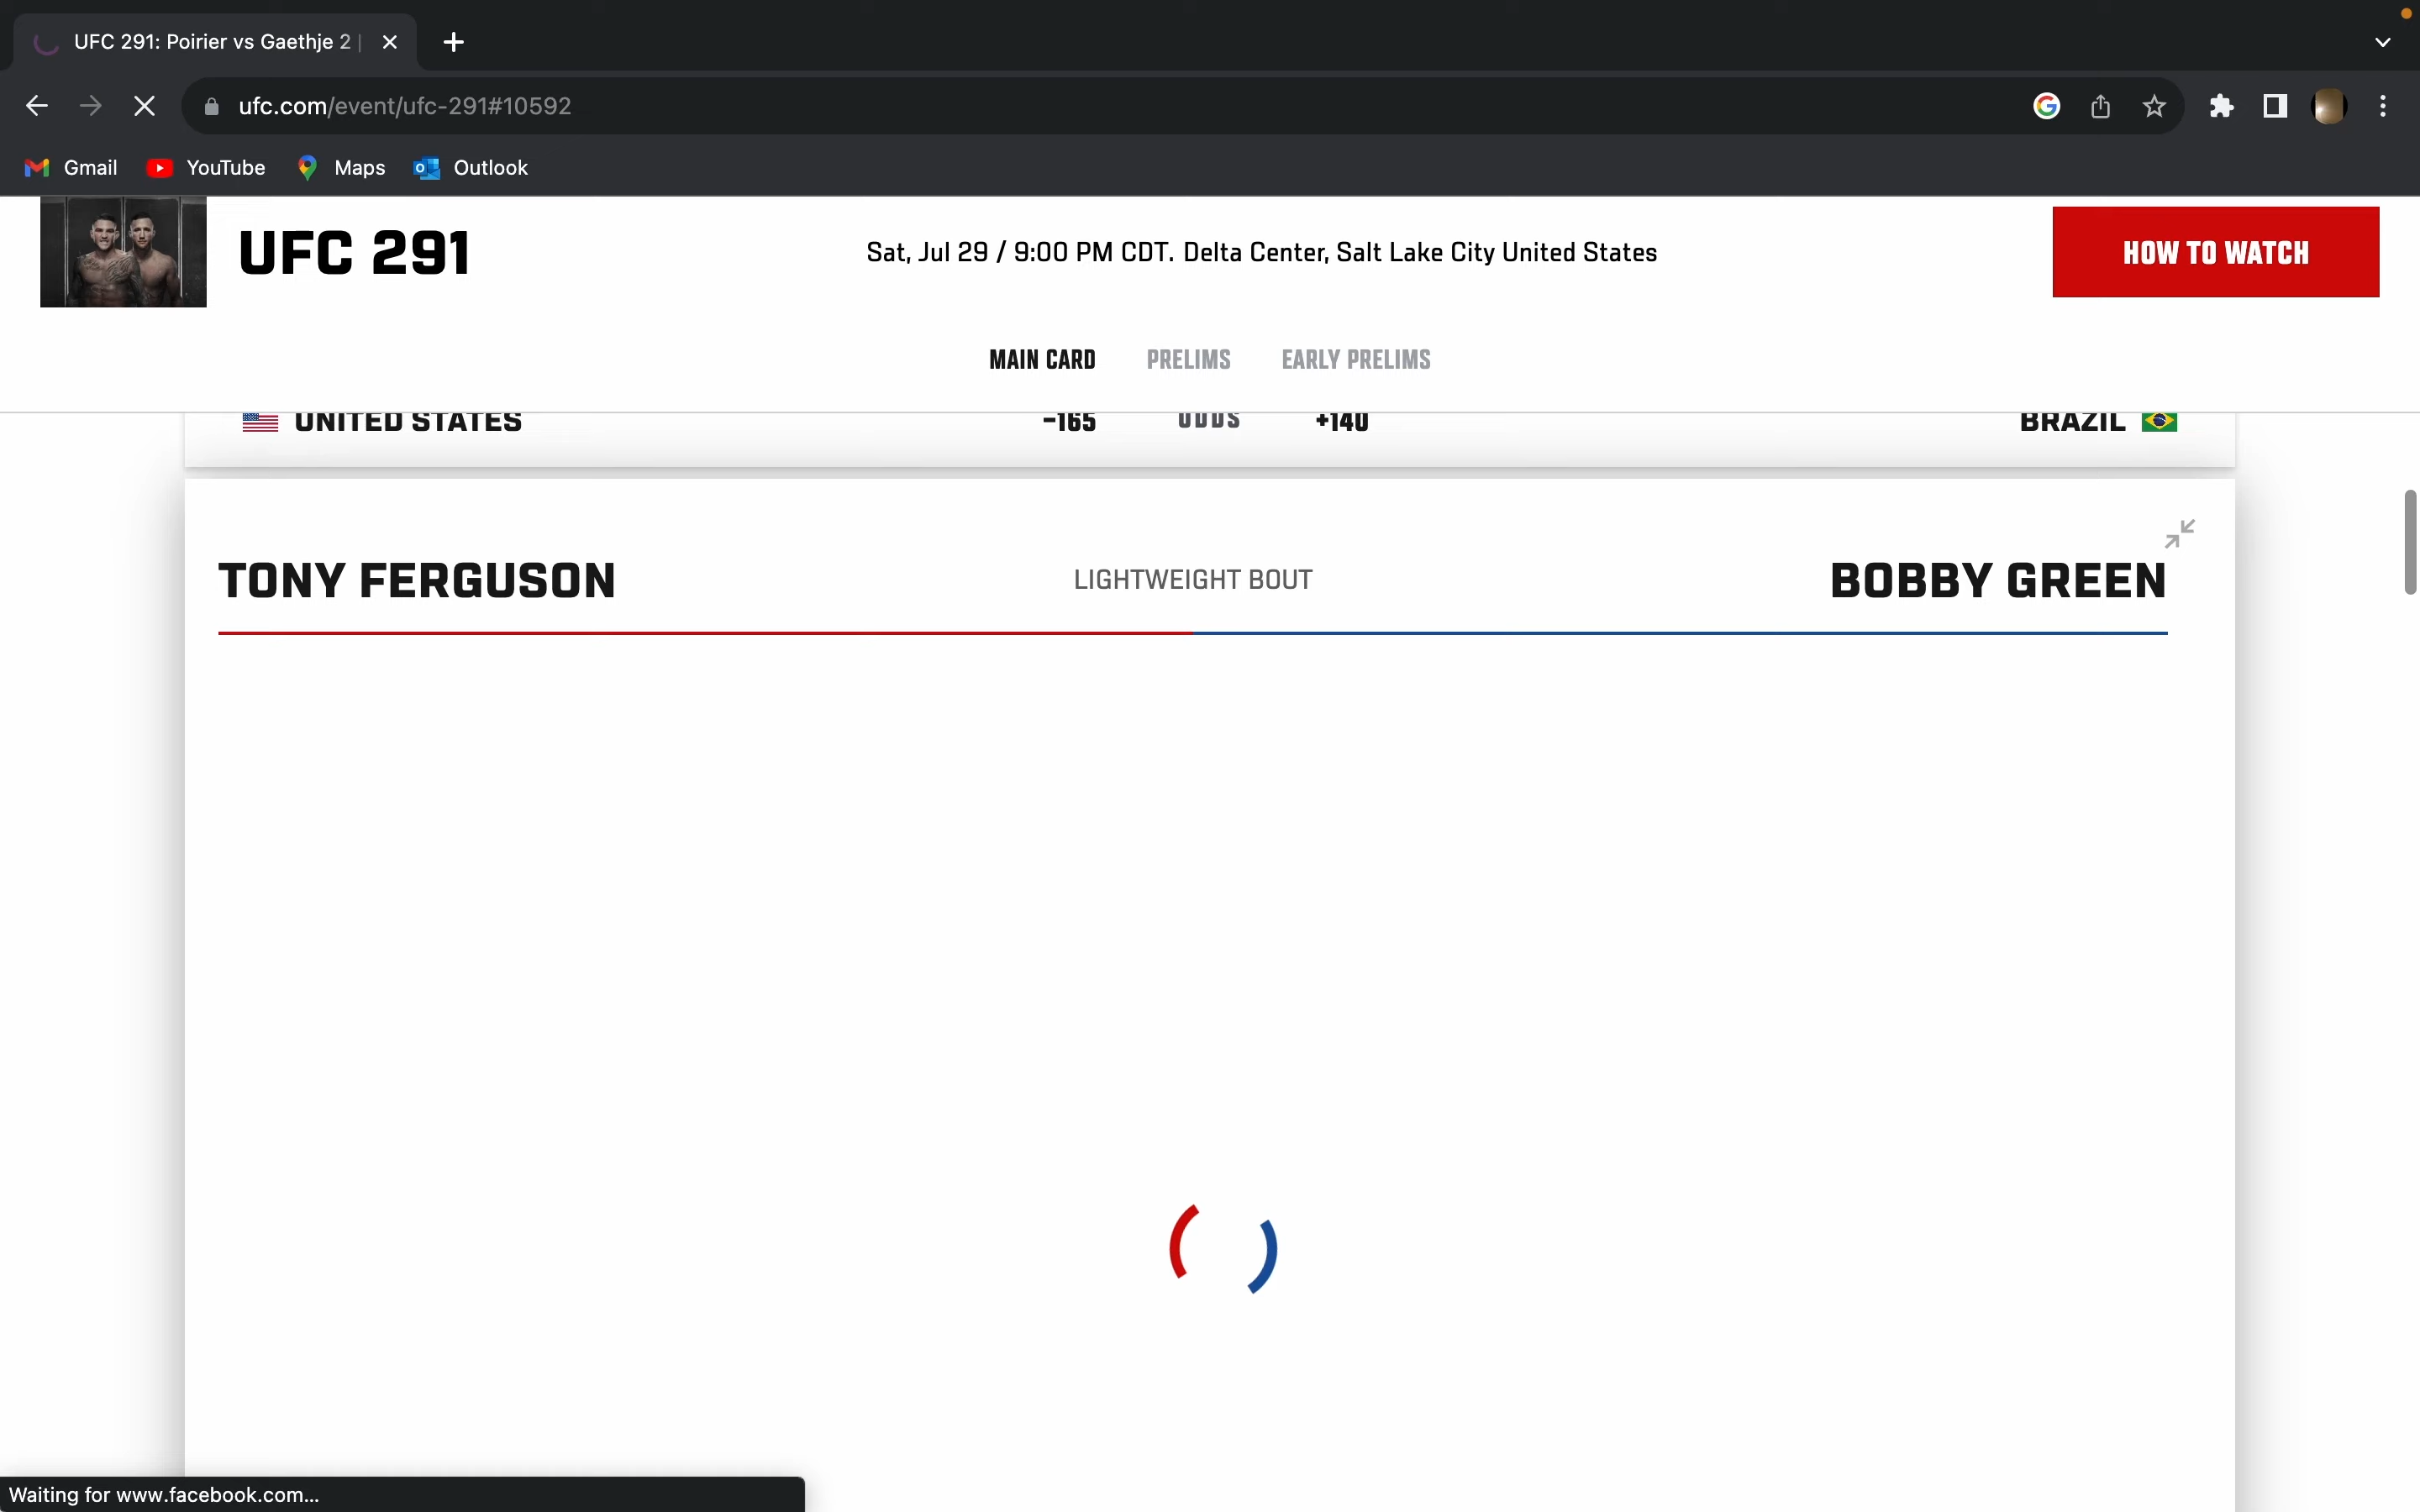 UFC 291: Poirier vs Gaethje 2 |
ufc.com/event/ufc-291#10592
Gmail YouTube Maps Outlook
UFC 291
Sat, Jul 29 / 9:00 PM CDT. Delta Center, Salt Lake City United States
HOW TO WATCH
MAIN CARD PRELIMS EARLY PRELIMS
UNITED STATES -165 ODDS +140 BRAZIL
TONY FERGUSON LIGHTWEIGHT BOUT BOBBY GREEN
Waiting for www.facebook.com...